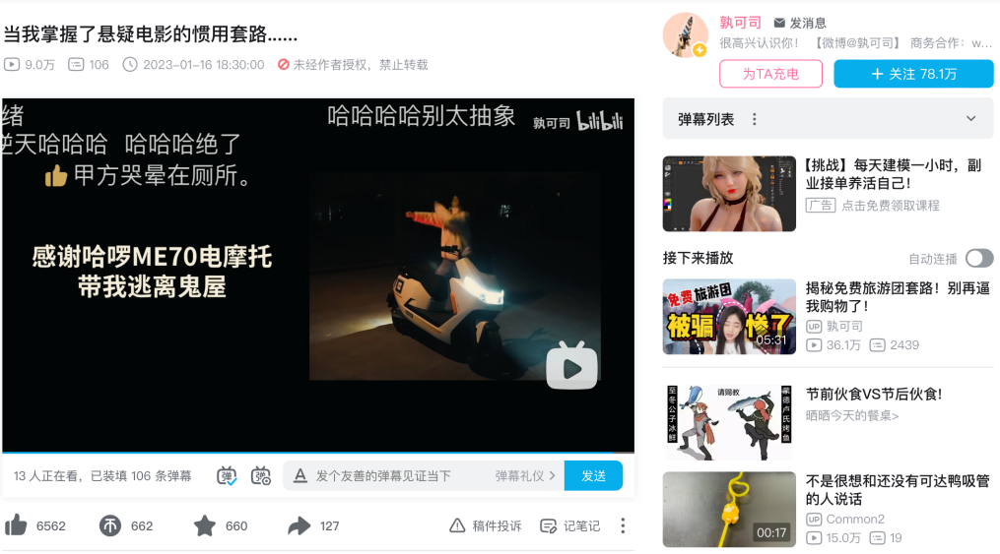 当我掌握了悬疑电影的惯用套路......
9.0万 106 2023-01-16 18:30:00 未经作者授权，禁止转载
绪
哈哈哈哈别太抽象
孰可司 bilibili
逆天哈哈哈 哈哈哈绝了
甲方哭晕在厕所。
感谢哈啰ME70电摩托
带我逃离鬼屋
13 人正在看，已装填 106 条弹幕
弹 弹
A 发个友善的弹幕见证当下 弹幕礼仪 > 发送
6562 662 660 127 稿件投诉 记笔记
孰可司 发消息
很高兴认识你！ 【微博@孰可司】 商务合作：w...
为TA充电 + 关注 78.1万
弹幕列表
【挑战】每天建模一小时，副
业接单养活自己！
广告 点击免费领取课程
接下来播放 自动连播
免费旅游团
被骗惨了
05:31
揭秘免费旅游团套路！别再逼
我购物了！
UP 孰可司
36.1万 2439
至冬公子冰鲜
请赐教
蒙德卢氏烤鱼
节前伙食VS节后伙食！
晒晒今天的餐桌>
00:17
不是很想和还没有可达鸭吸管
的人说话
UP Common2
15.0万 19